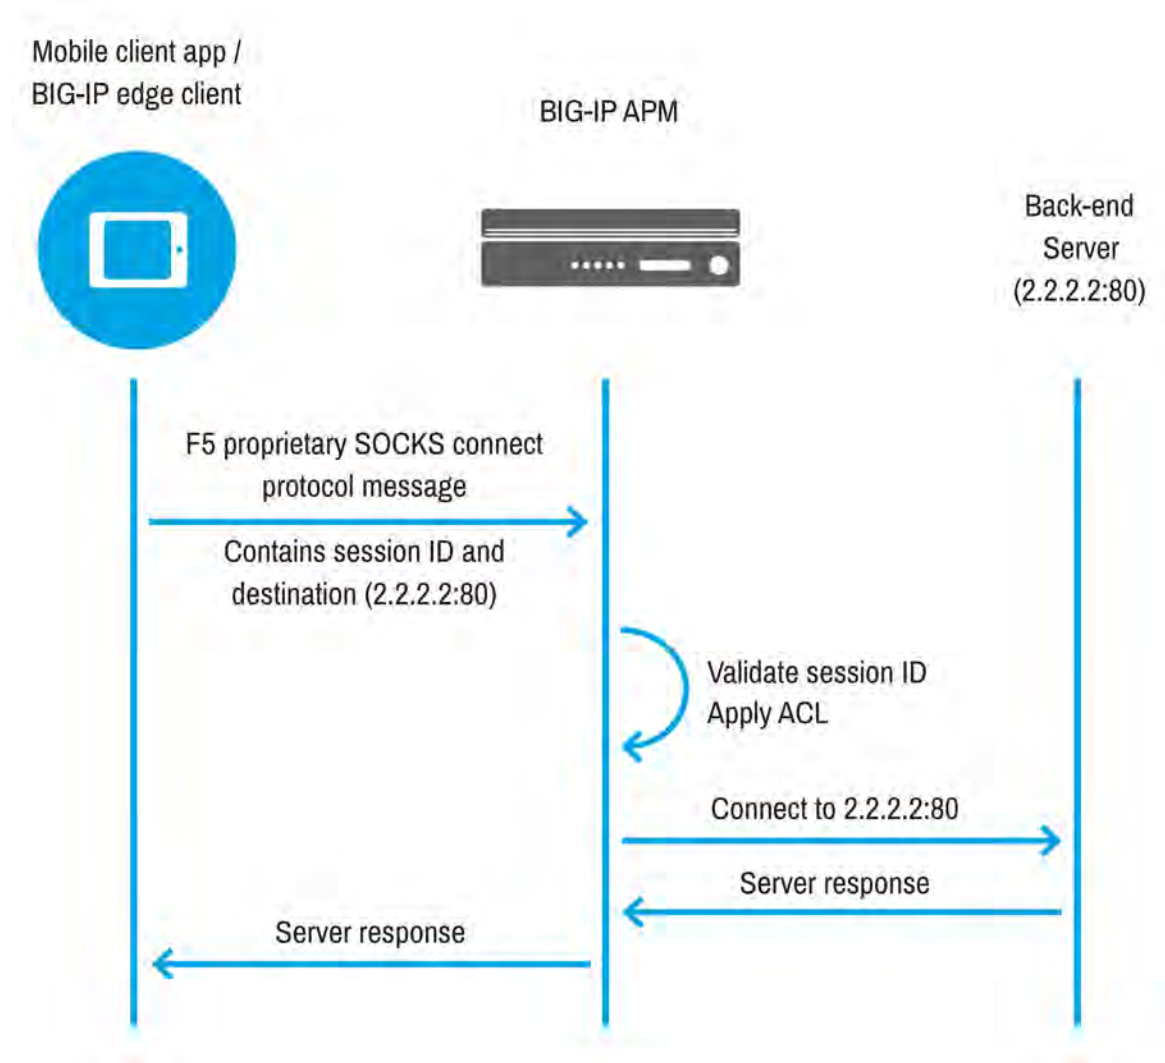 Mobile client app /
BIG-IP edge client
BIG-IP APM
Back-end
Server
(2.2.2.2:80)
F5 proprietary SOCKS connect
protocol message
Contains session ID and
destination (2.2.2.2:80)
Validate session ID
Apply ACL
Connect to 2.2.2.2:80
Server response
Server response